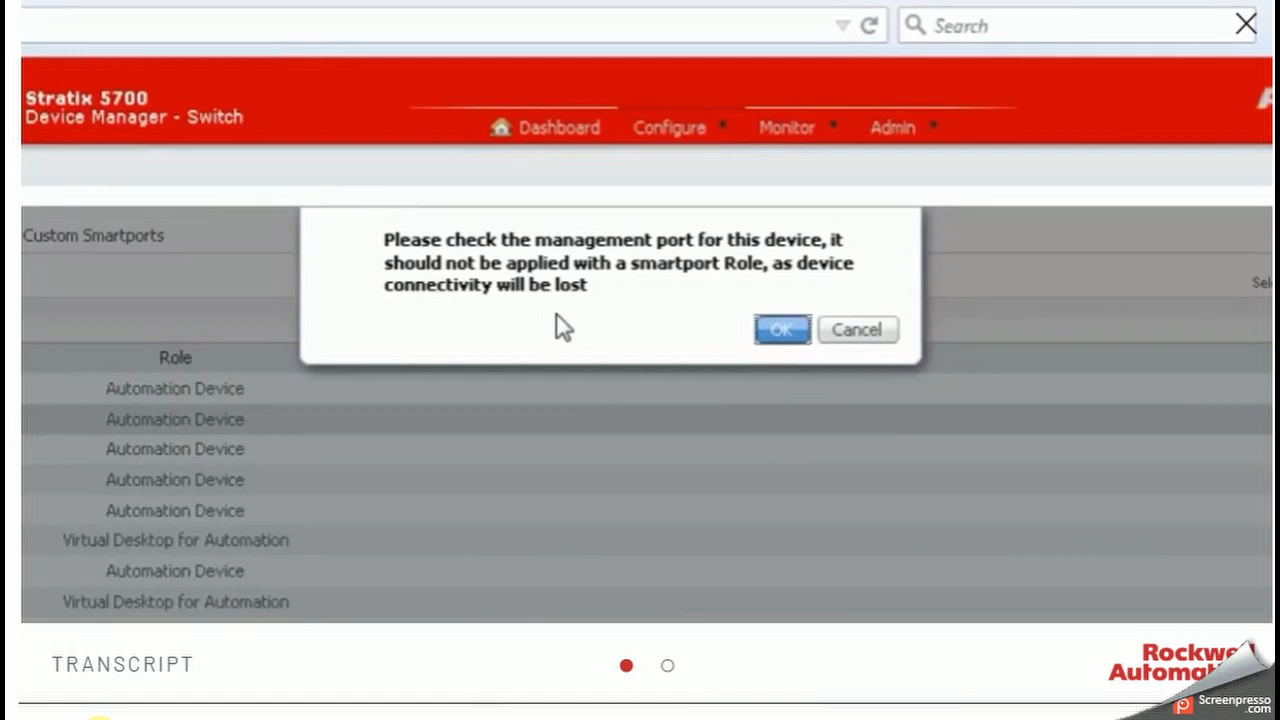 Search
Stratix 5700
Device Manager - Switch
Dashboard
Configure
Monitor
Admin
Custom Smartports
Please check the management port for this device, it
should not be applied with a smartport Role, as device
connectivity will be lost
OK
Cancel
Role
Automation Device
Automation Device
Automation Device
Automation Device
Automation Device
Virtual Desktop for Automation
Automation Device
Virtual Desktop for Automation
TRANSCRIPT
Screenpresso
.com